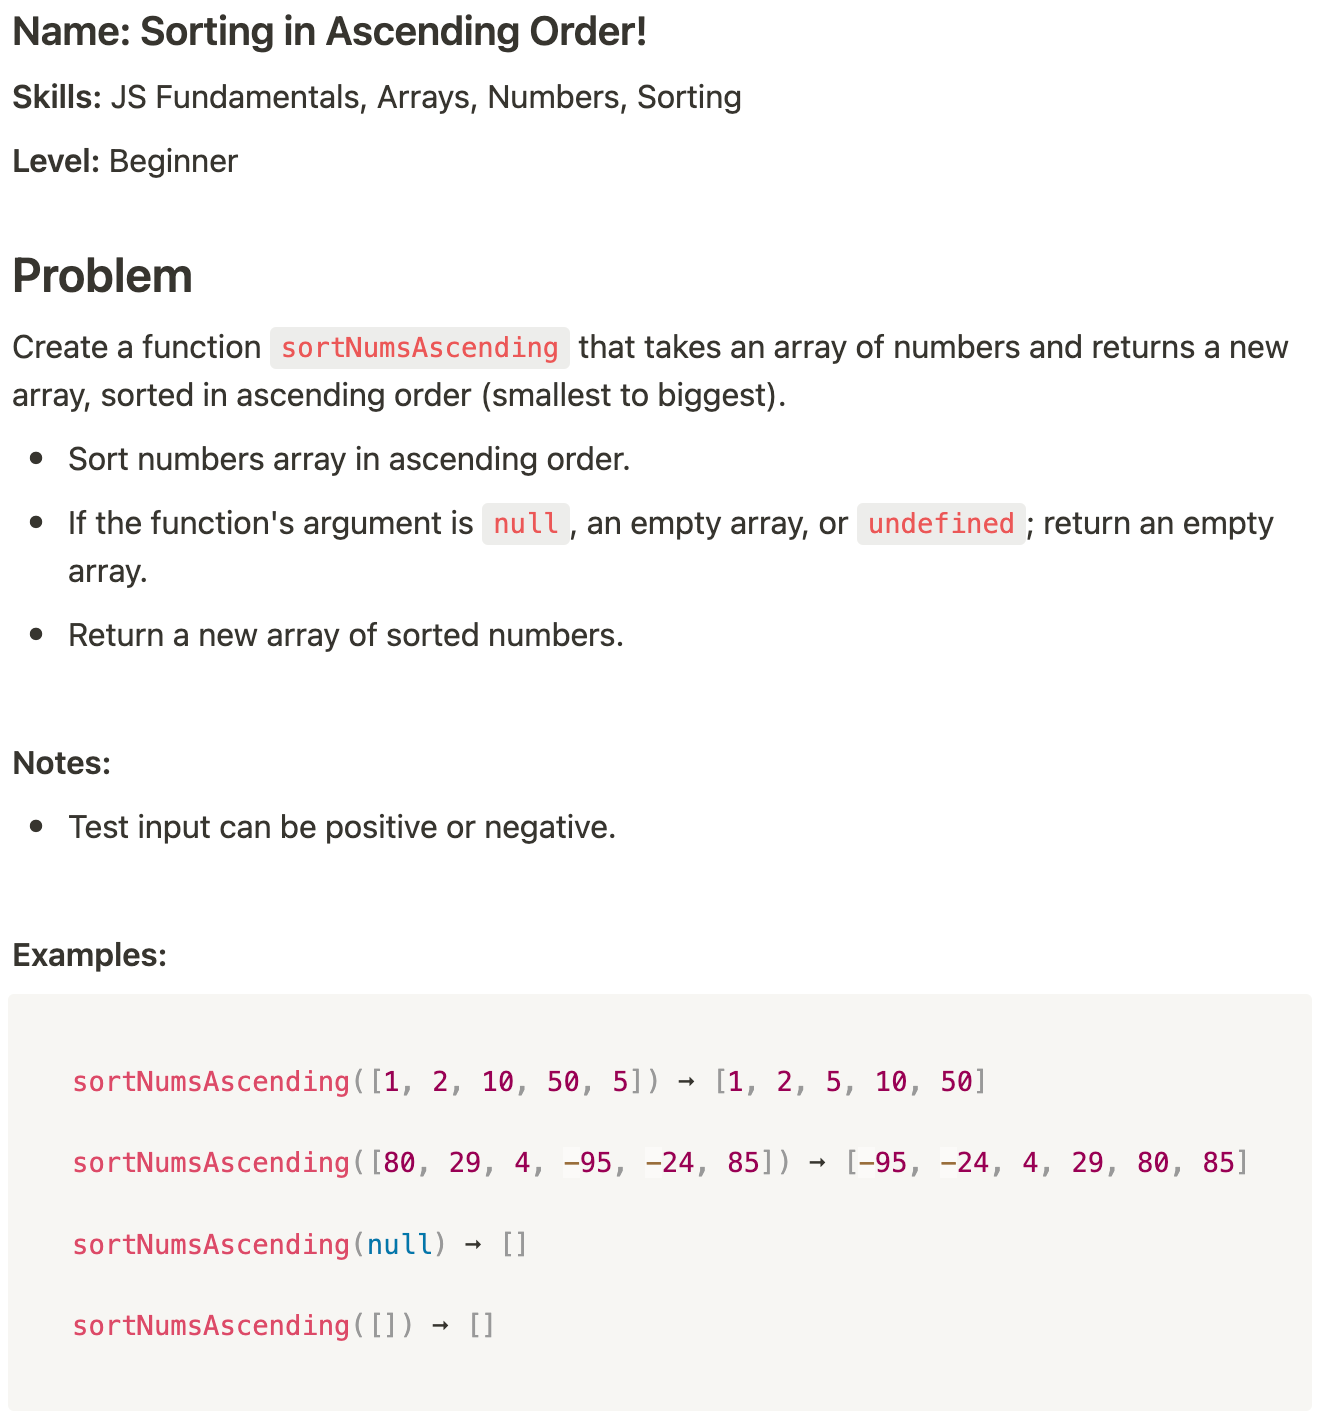 Name: Sorting in Ascending Order!
Skills: JS Fundamentals, Arrays, Numbers, Sorting
Level: Beginner
Problem
Create a function sortNumsAscending that takes an array of numbers and returns a new
array, sorted in ascending order (smallest to biggest).
• Sort numbers array in ascending order.
• If the function's argument is null, an empty array, or undefined; return an empty
array.
• Return a new array of sorted numbers.
Notes:
• Test input can be positive or negative.
Examples:
sortNumsAscending([1, 2, 10, 50, 5]) → [1, 2, 5, 10, 50]
sortNumsAscending([80, 29, 4, -95, -24, 85]) → [-95, -24, 4, 29, 80, 85]
sortNumsAscending(null) → []
sortNumsAscending([]) → []